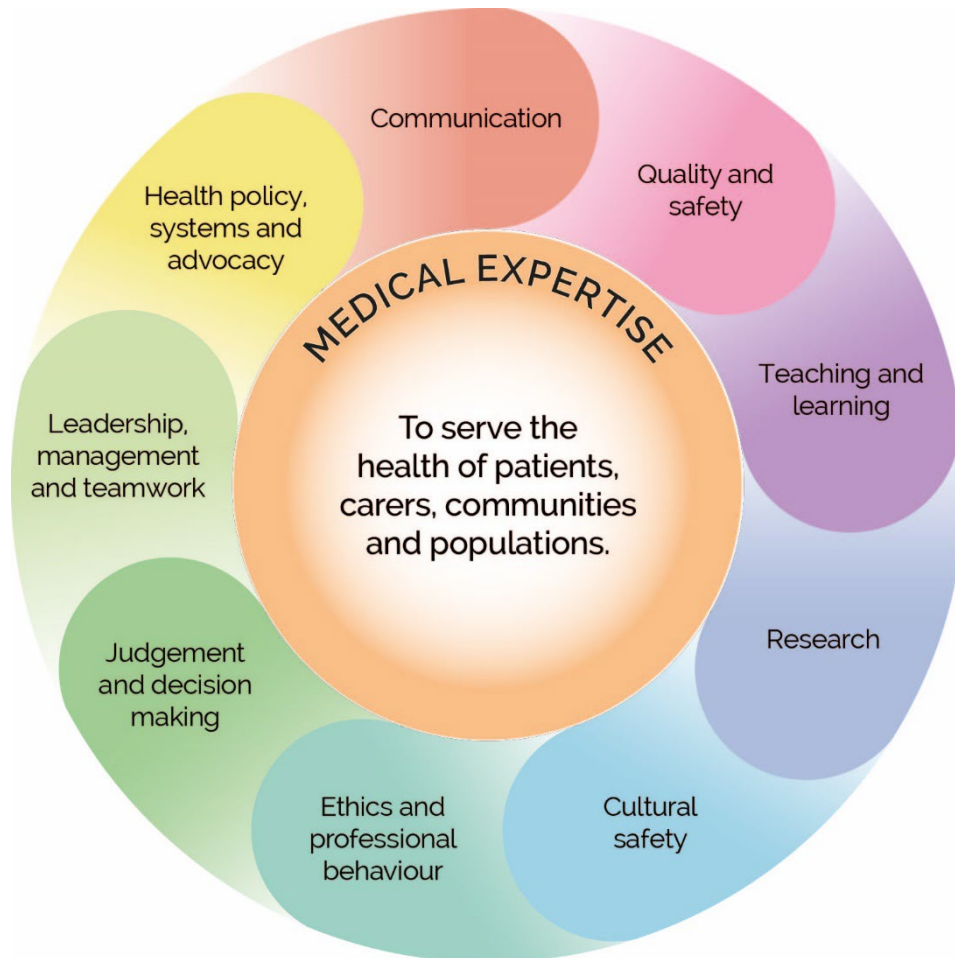 Communication
Quality and
safety
Teaching and
learning
Research
Cultural
safety
Ethics and
professional
behaviour
Judgement
and decision
making
Leadership,
management
and teamwork
Health policy,
systems and
advocacy
MEDICAL EXPERTISE
To serve the
health of patients,
carers, communities
and populations.